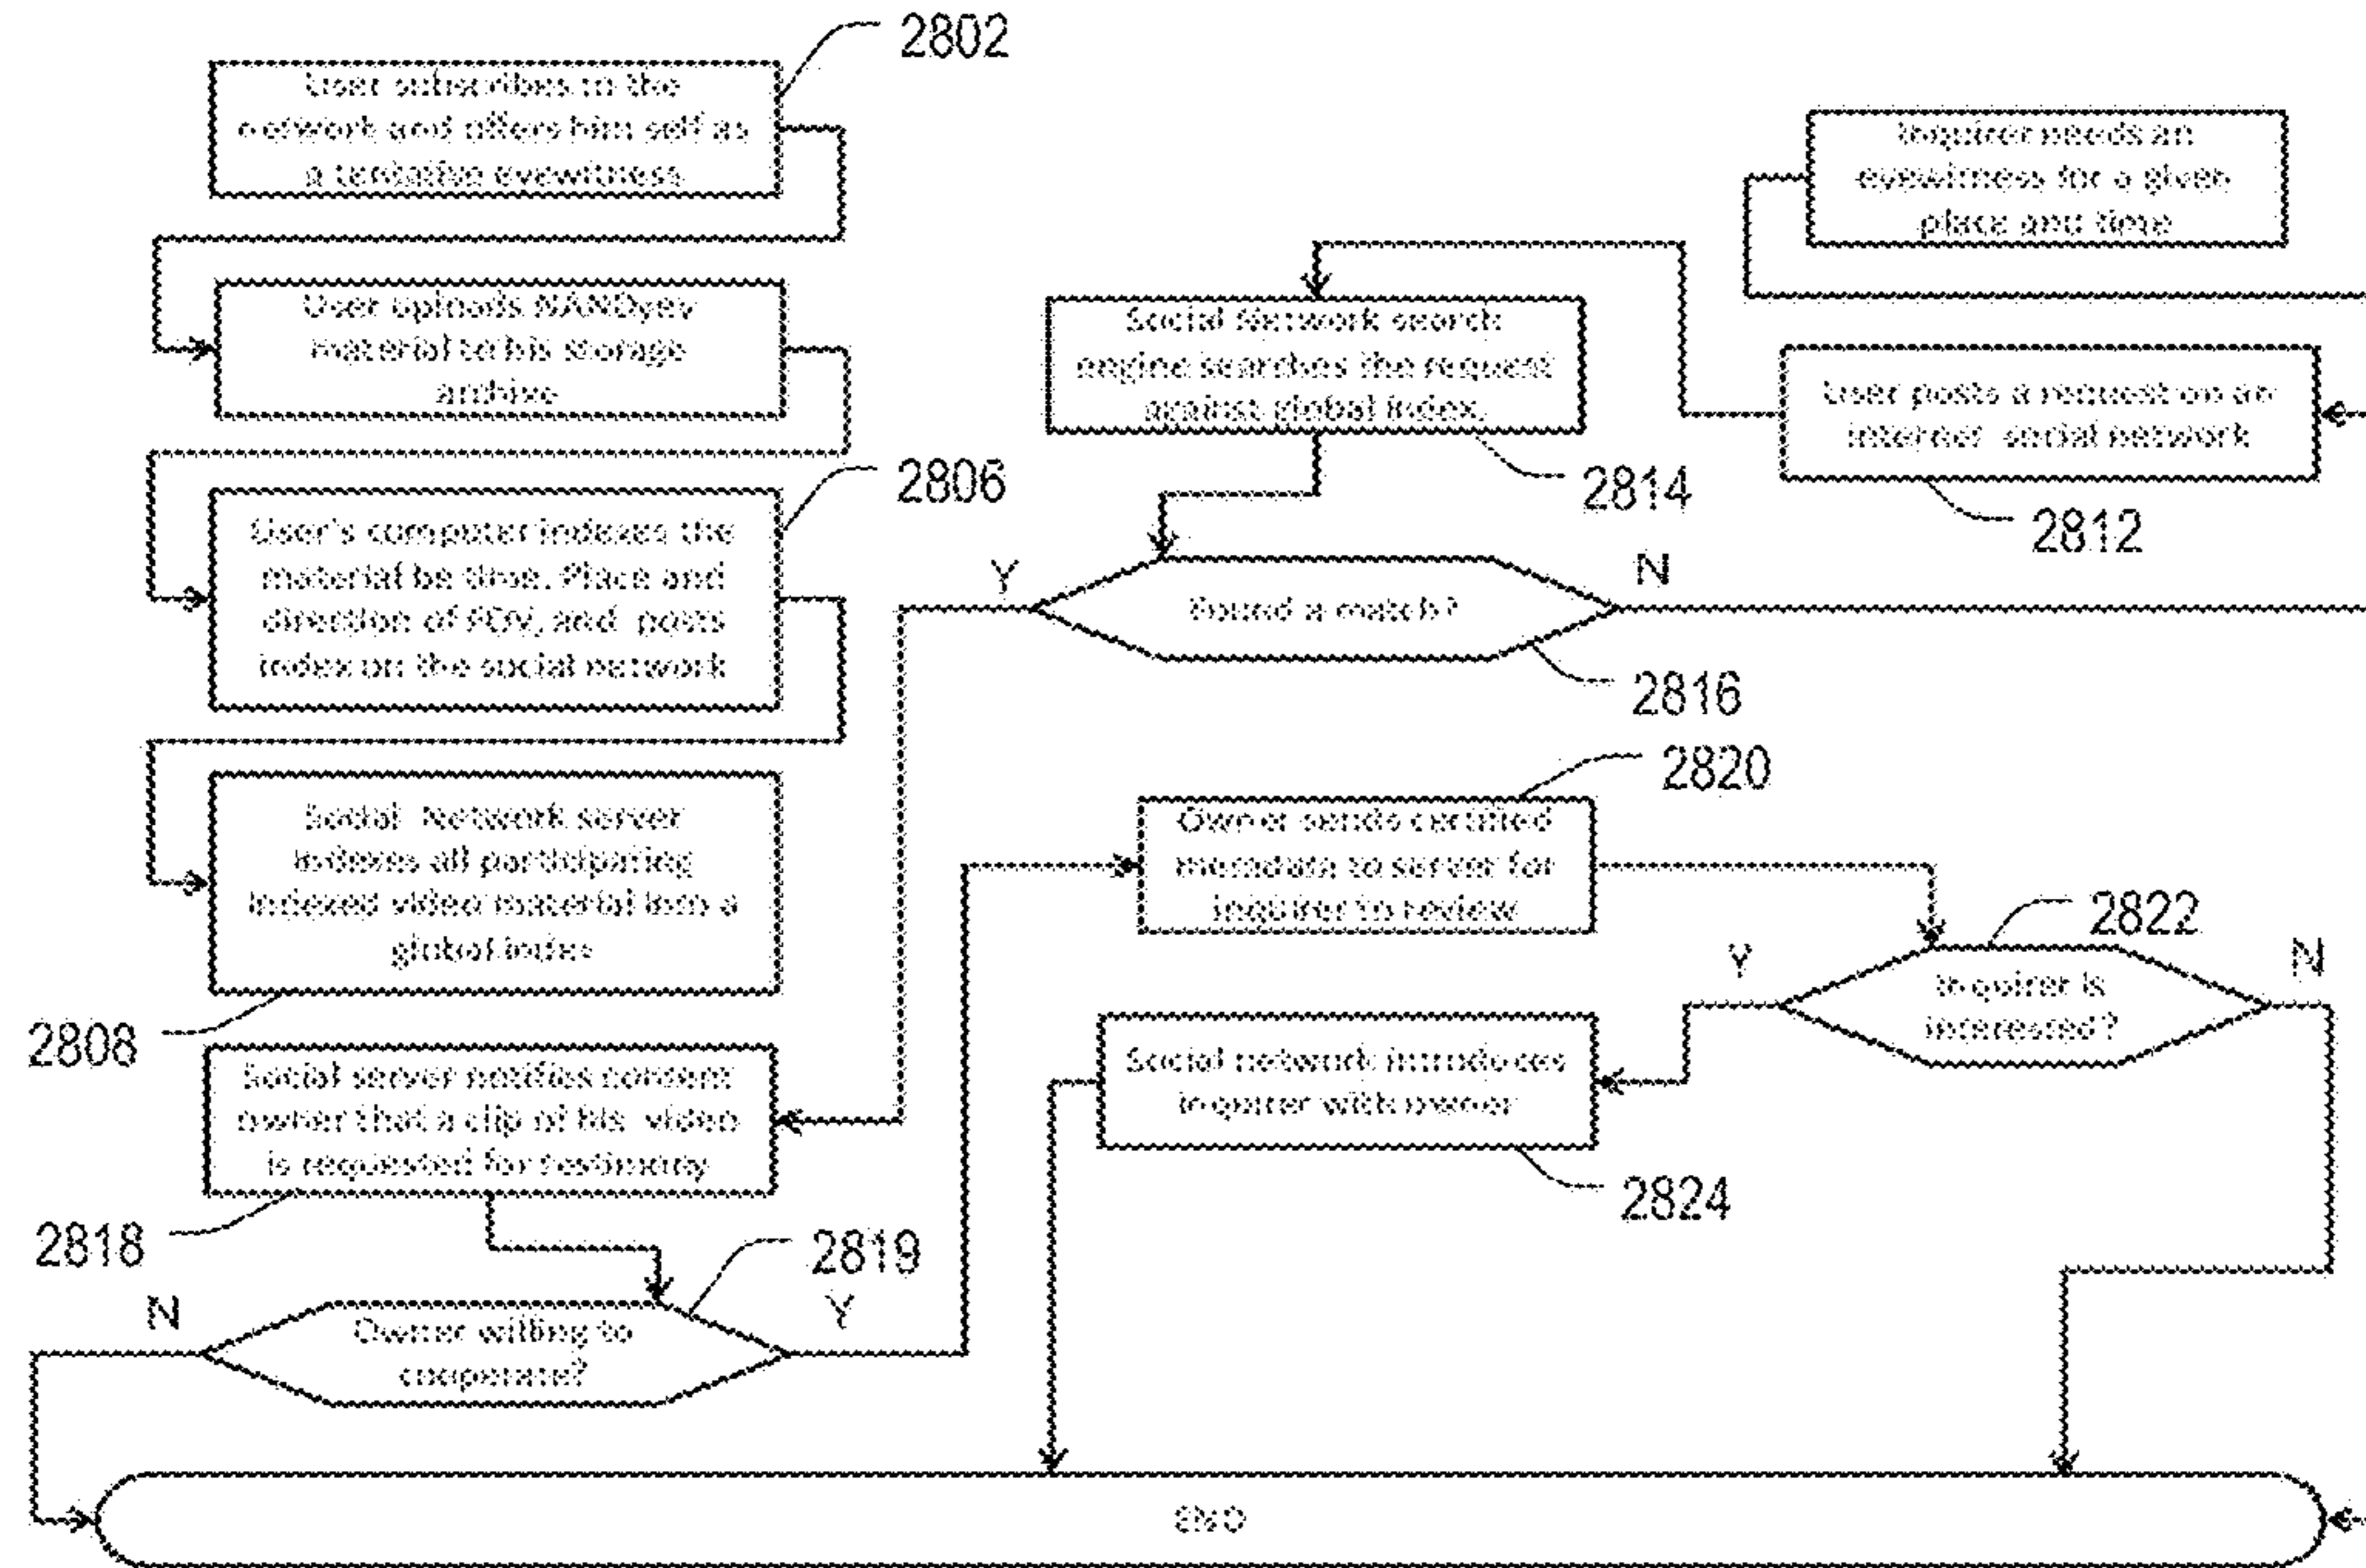 2802
User subscribes to the
network and offers him self as
a tentative eyewitness
User uploads NANDyev
material to his storage
archive
2806
User's computer indexes the
material be time. Place and
direction of FOV, and posts
index on the social network
Social Network server
indexes all participating
indexed video material into a
global index
2808
Social server notifies content
owner that a clip of his video
is requested for testimony
2818
2819
N
Y
Owner willing to
cooperate?
Inquirer needs an
eyewitness for a given
place and time
User posts a request on an
internet social network
2812
Social Network search
engine searches the request
against global index.
2814
Y
N
Found a match?
2816
2820
Owner sends certified
metadata to server for
inquirer to review
2822
Y
N
Inquirer is
interested?
Social network introduces
inquirer with owner
2824
END